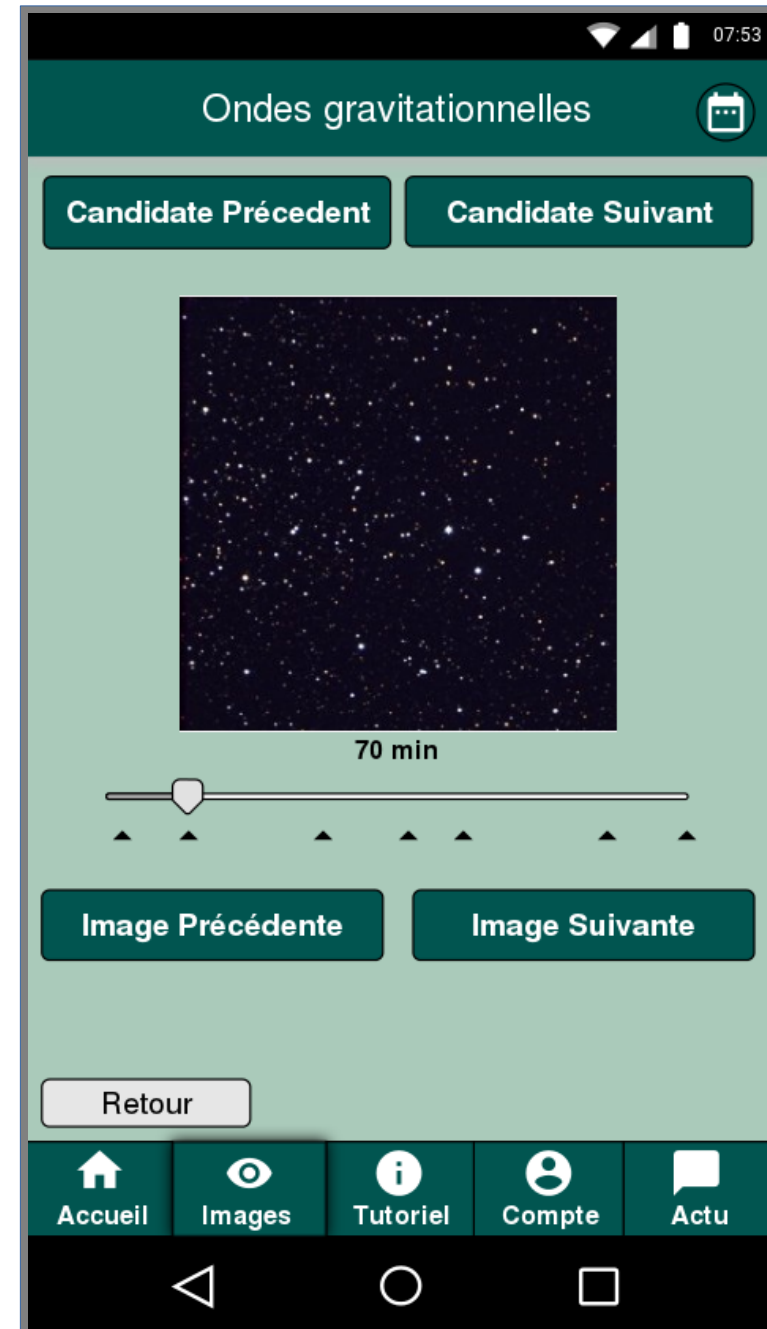 07:53
Ondes gravitationnelles
Candidate Précedent
Candidate Suivant
70 min
Image Précédente
Image Suivante
Retour
Accueil
Images
Tutoriel
Compte
Actu